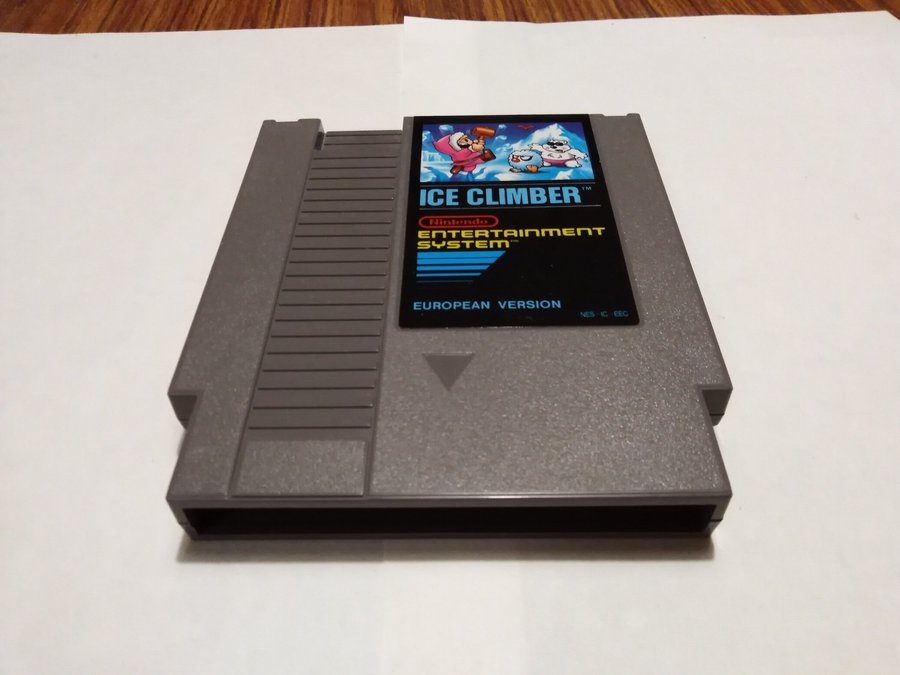 ICE CLIMBER™
Nintendo
ENTERTAINMENT
SYSTEM™
EUROPEAN VERSION
NES-IC-EEC